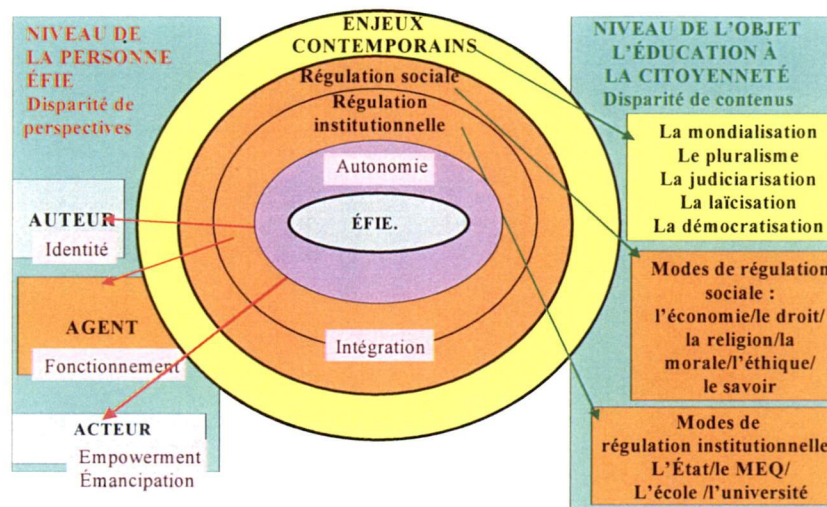 NIVEAU DE
LA PERSONNE
ÉFIE
Disparité de
perspectives
AUTEUR
Identité
AGENT
Fonctionnement
ACTEUR
Empowerment
Émancipation
ENJEUX
CONTEMPORAINS
Régulation sociale
Régulation
institutionnelle
Autonomie
ÉFIE.
Intégration
NIVEAU DE L'OBJET
L'ÉDUCATION À
LA CITOYENNETÉ
Disparité de contenus
La mondialisation
Le pluralisme
La judiciarisation
La laïcisation
La démocratisation
Modes de régulation
sociale :
l'économie/le droit/
la religion/la
morale/l'éthique/
le savoir
Modes de
régulation institutionnelle
L'État/le MEQ/
L'école /l'université